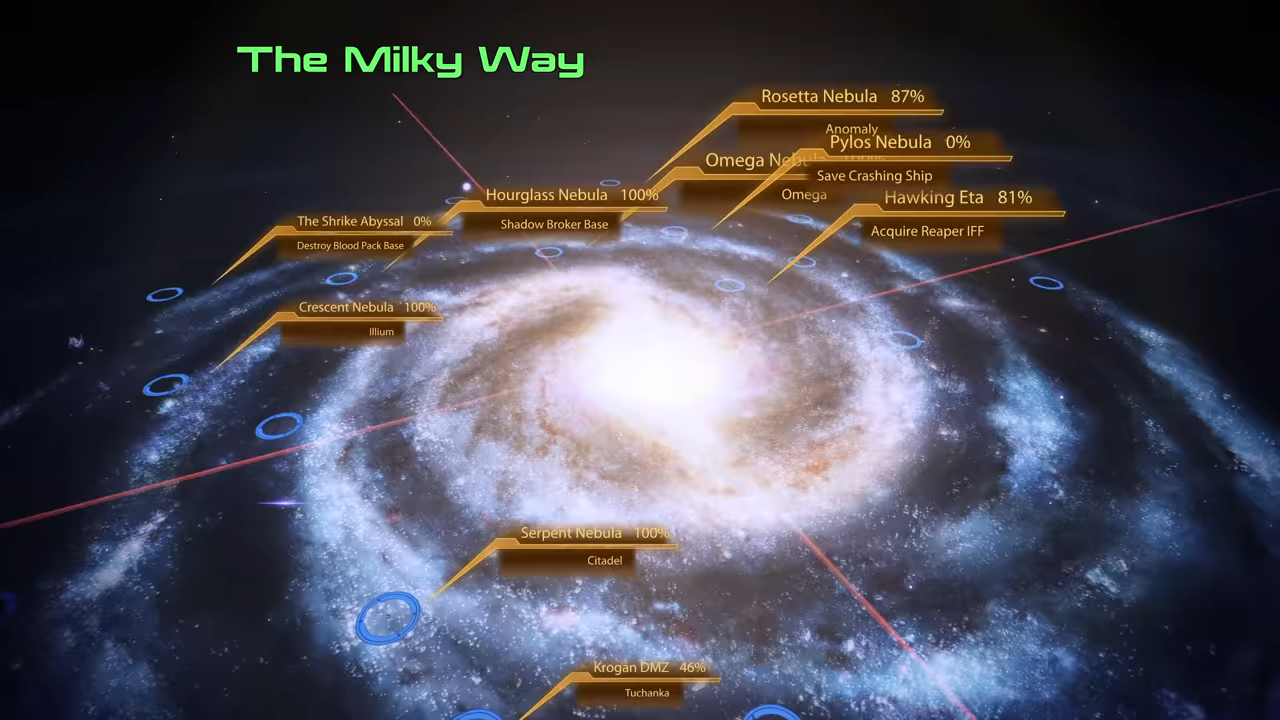 The Milky Way
Rosetta Nebula 87%
Anomaly
Pylos Nebula 0%
Save Crashing Ship
Omega Nebula
Omega
Hourglass Nebula 100%
Shadow Broker Base
Hawking Eta 81%
Acquire Reaper IFF
The Shrike Abyssal 0%
Destroy Blood Pack Base
Crescent Nebula 100%
Illium
Serpent Nebula 100%
Citadel
Krogan DMZ 46%
Tuchanka